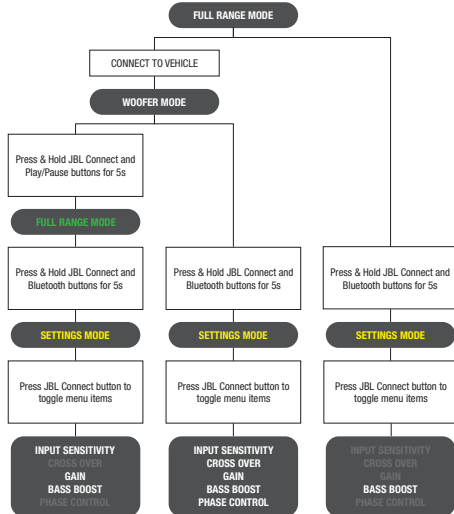 FULL RANGE MODE
CONNECT TO VEHICLE
WOOFER MODE
Press & Hold JBL Connect and
Play/Pause buttons for 5s
FULL RANGE MODE
Press & Hold JBL Connect and
Bluetooth buttons for 5s
SETTINGS MODE
Press JBL Connect button to
toggle menu items
INPUT SENSITIVITY
CROSS OVER
GAIN
BASS BOOST
PHASE CONTROL
Press & Hold JBL Connect and
Bluetooth buttons for 5s
SETTINGS MODE
Press JBL Connect button to
toggle menu items
INPUT SENSITIVITY
CROSS OVER
GAIN
BASS BOOST
PHASE CONTROL
Press & Hold JBL Connect and
Bluetooth buttons for 5s
SETTINGS MODE
Press JBL Connect button to
toggle menu items
INPUT SENSITIVITY
CROSS OVER
GAIN
BASS BOOST
PHASE CONTROL